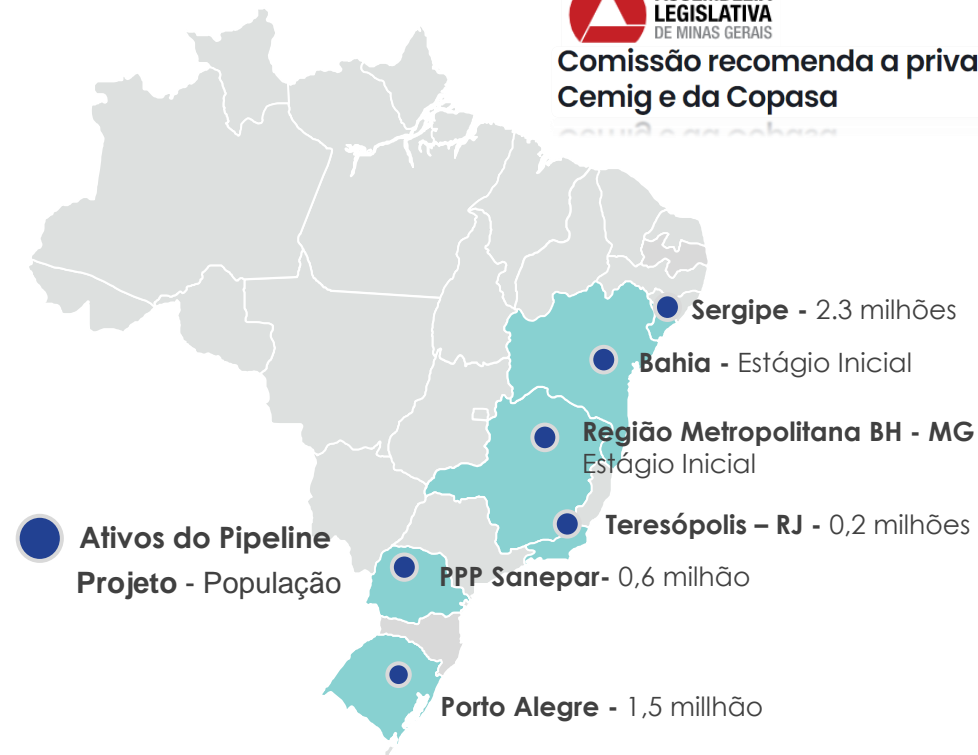 LEGISLATIVA
DE MINAS GERAIS
Comissão recomenda a priva
Cemig e da Copasa
Sergipe - 2.3 milhões
Bahia - Estágio Inicial
Região Metropolitana BH - MG
Estágio Inicial
Teresópolis – RJ - 0,2 milhões
Ativos do Pipeline
Projeto - População
PPP Sanepar- 0,6 milhão
Porto Alegre - 1,5 millhão